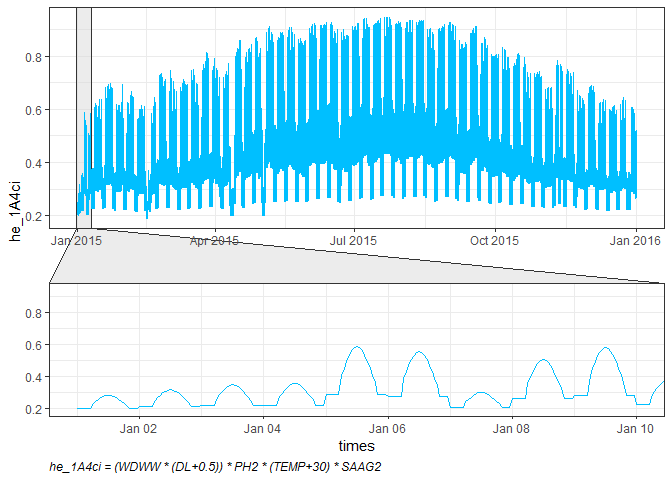 he_1A4ci
0.8
0.6
0.4
0.2
Jan 2015 Apr 2015 Jul 2015 Oct 2015 Jan 2016
0.8
0.6
0.4
0.2
Jan 02 Jan 04 Jan 06 Jan 08 Jan 10
times
he_1A4ci = (WDWW * (DL+0.5)) * PH2 * (TEMP+30) * SAAG2